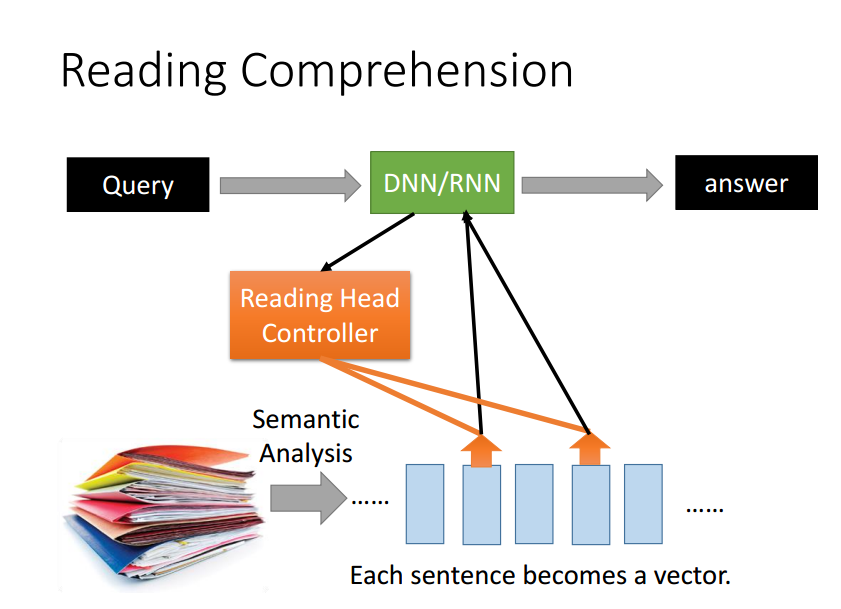 Reading Comprehension
Query
DNN/RNN
answer
Reading Head
Controller
Semantic
Analysis
......
......
Each sentence becomes a vector.